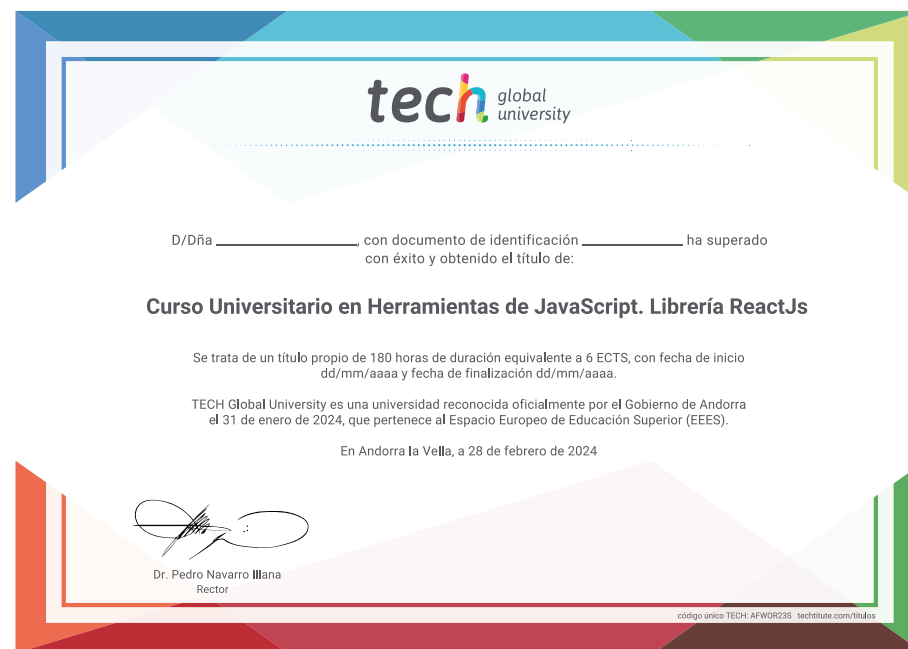 tech global
university
D/Dña ____________________, con documento de identificación ______________ ha superado
con éxito y obtenido el título de:
Curso Universitario en Herramientas de JavaScript. Librería ReactJs
Se trata de un título propio de 180 horas de duración equivalente a 6 ECTS, con fecha de inicio
dd/mm/aaaa y fecha de finalización dd/mm/aaaa.
TECH Global University es una universidad reconocida oficialmente por el Gobierno de Andorra
el 31 de enero de 2024, que pertenece al Espacio Europeo de Educación Superior (EEES).
En Andorra la Vella, a 28 de febrero de 2024
Dr. Pedro Navarro Illana
Rector
código único TECH: AFWOR23S techtitute.com/titulos